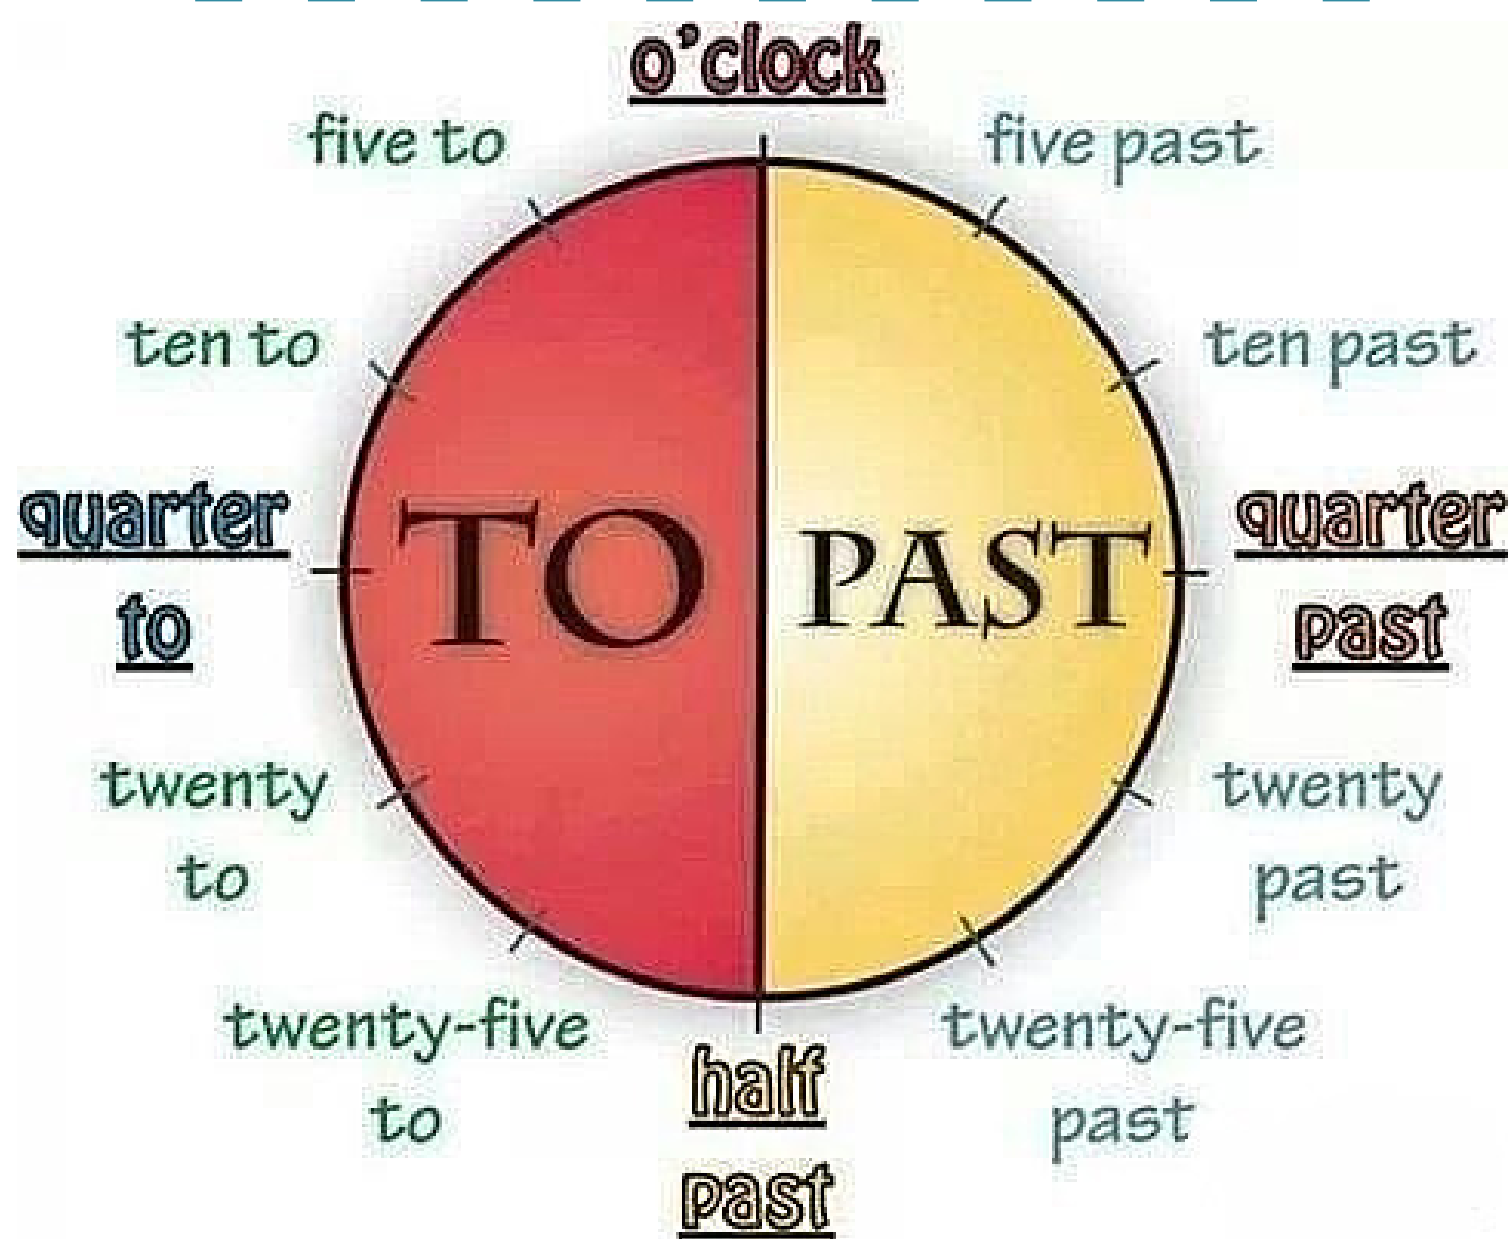 o'clock
five to
five past
ten to
ten past
quarter
to
TO
PAST
quarter
past
twenty
to
twenty
past
twenty-five
to
twenty-five
past
half
past